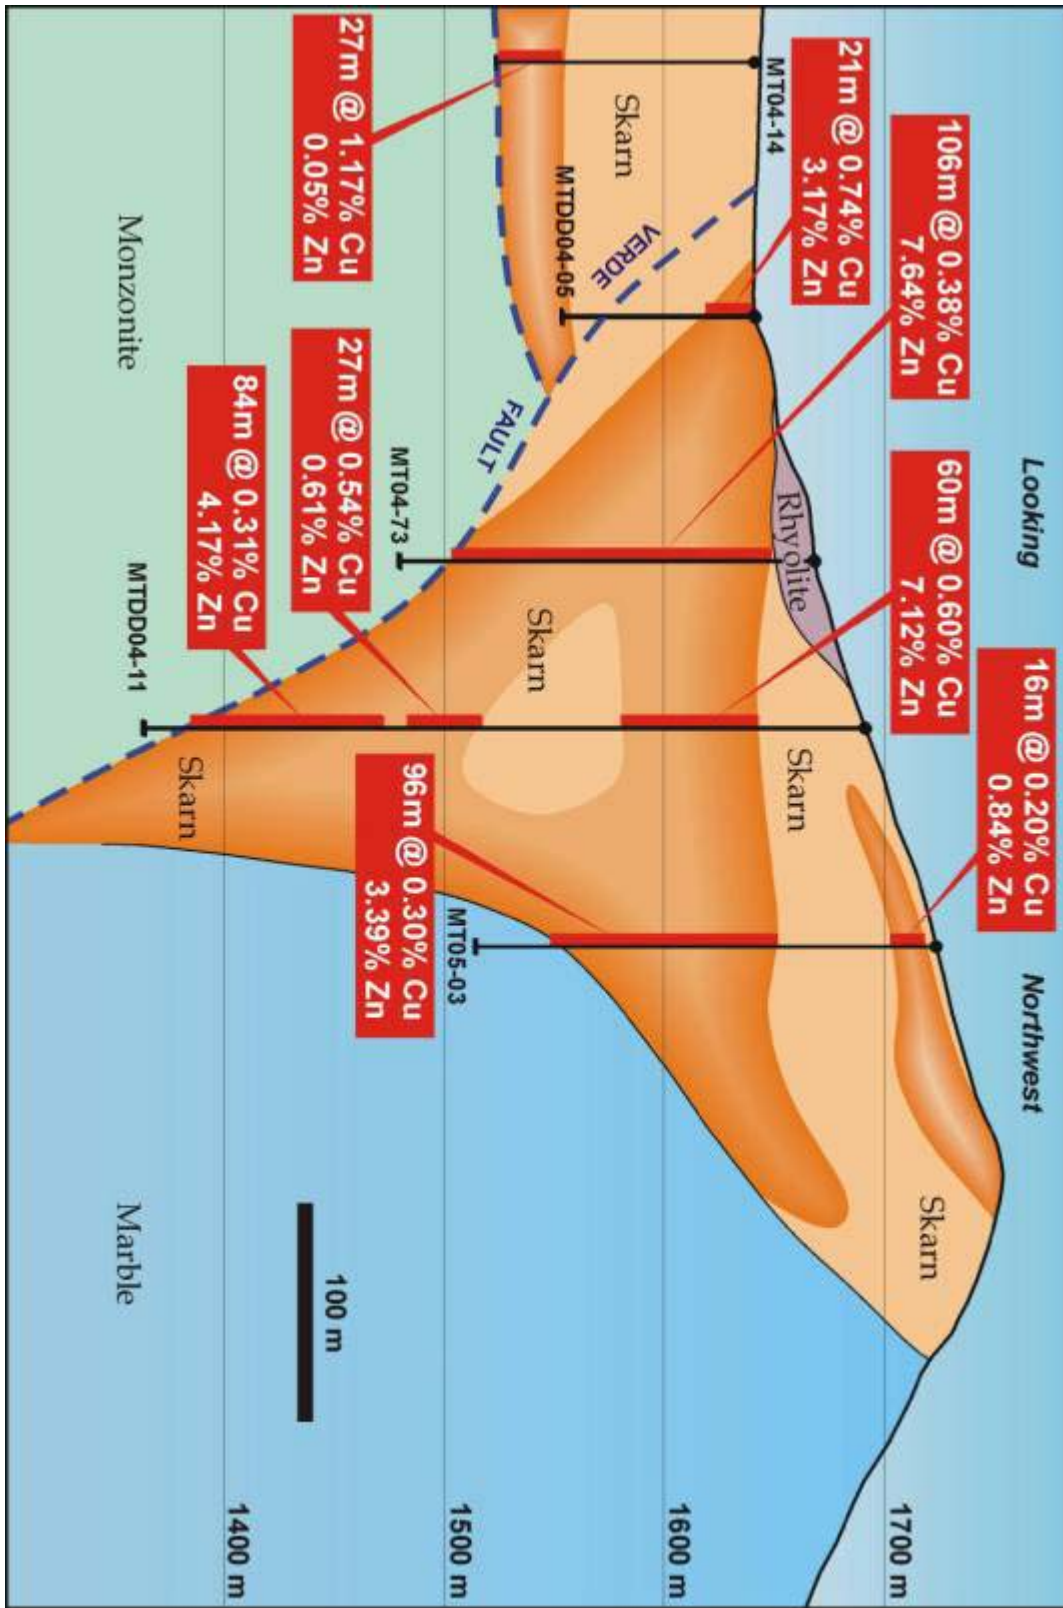 Looking
Northwest
106m @ 0.38% Cu
7.64% Zn
60m @ 0.60% Cu
7.12% Zn
16m @ 0.20% Cu
0.84% Zn
21m @ 0.74% Cu
3.17% Zn
MT04-14
Rhyolite
Skarn
Skarn
Skarn
1700 m
VERDE
MTDD04-05
Skarn
1600 m
FAULT
MT04-73
MT05-03
1500 m
27m @ 1.17% Cu
0.05% Zn
27m @ 0.54% Cu
0.61% Zn
96m @ 0.30% Cu
3.39% Zn
84m @ 0.31% Cu
4.17% Zn
Skarn
100 m
1400 m
Monzonite
MTDD04-11
Marble